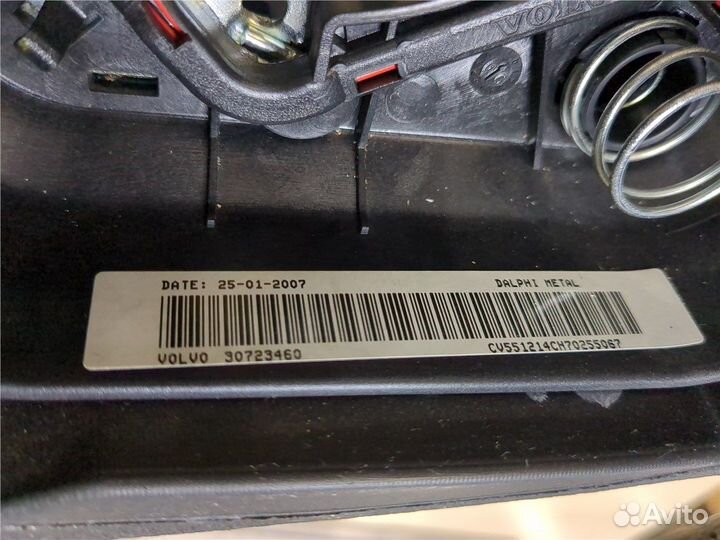 VOLVO
DATE: 25-01-2007 DALPHI METAL
VOLVO 30723460 CV551214CH70255067
Avito